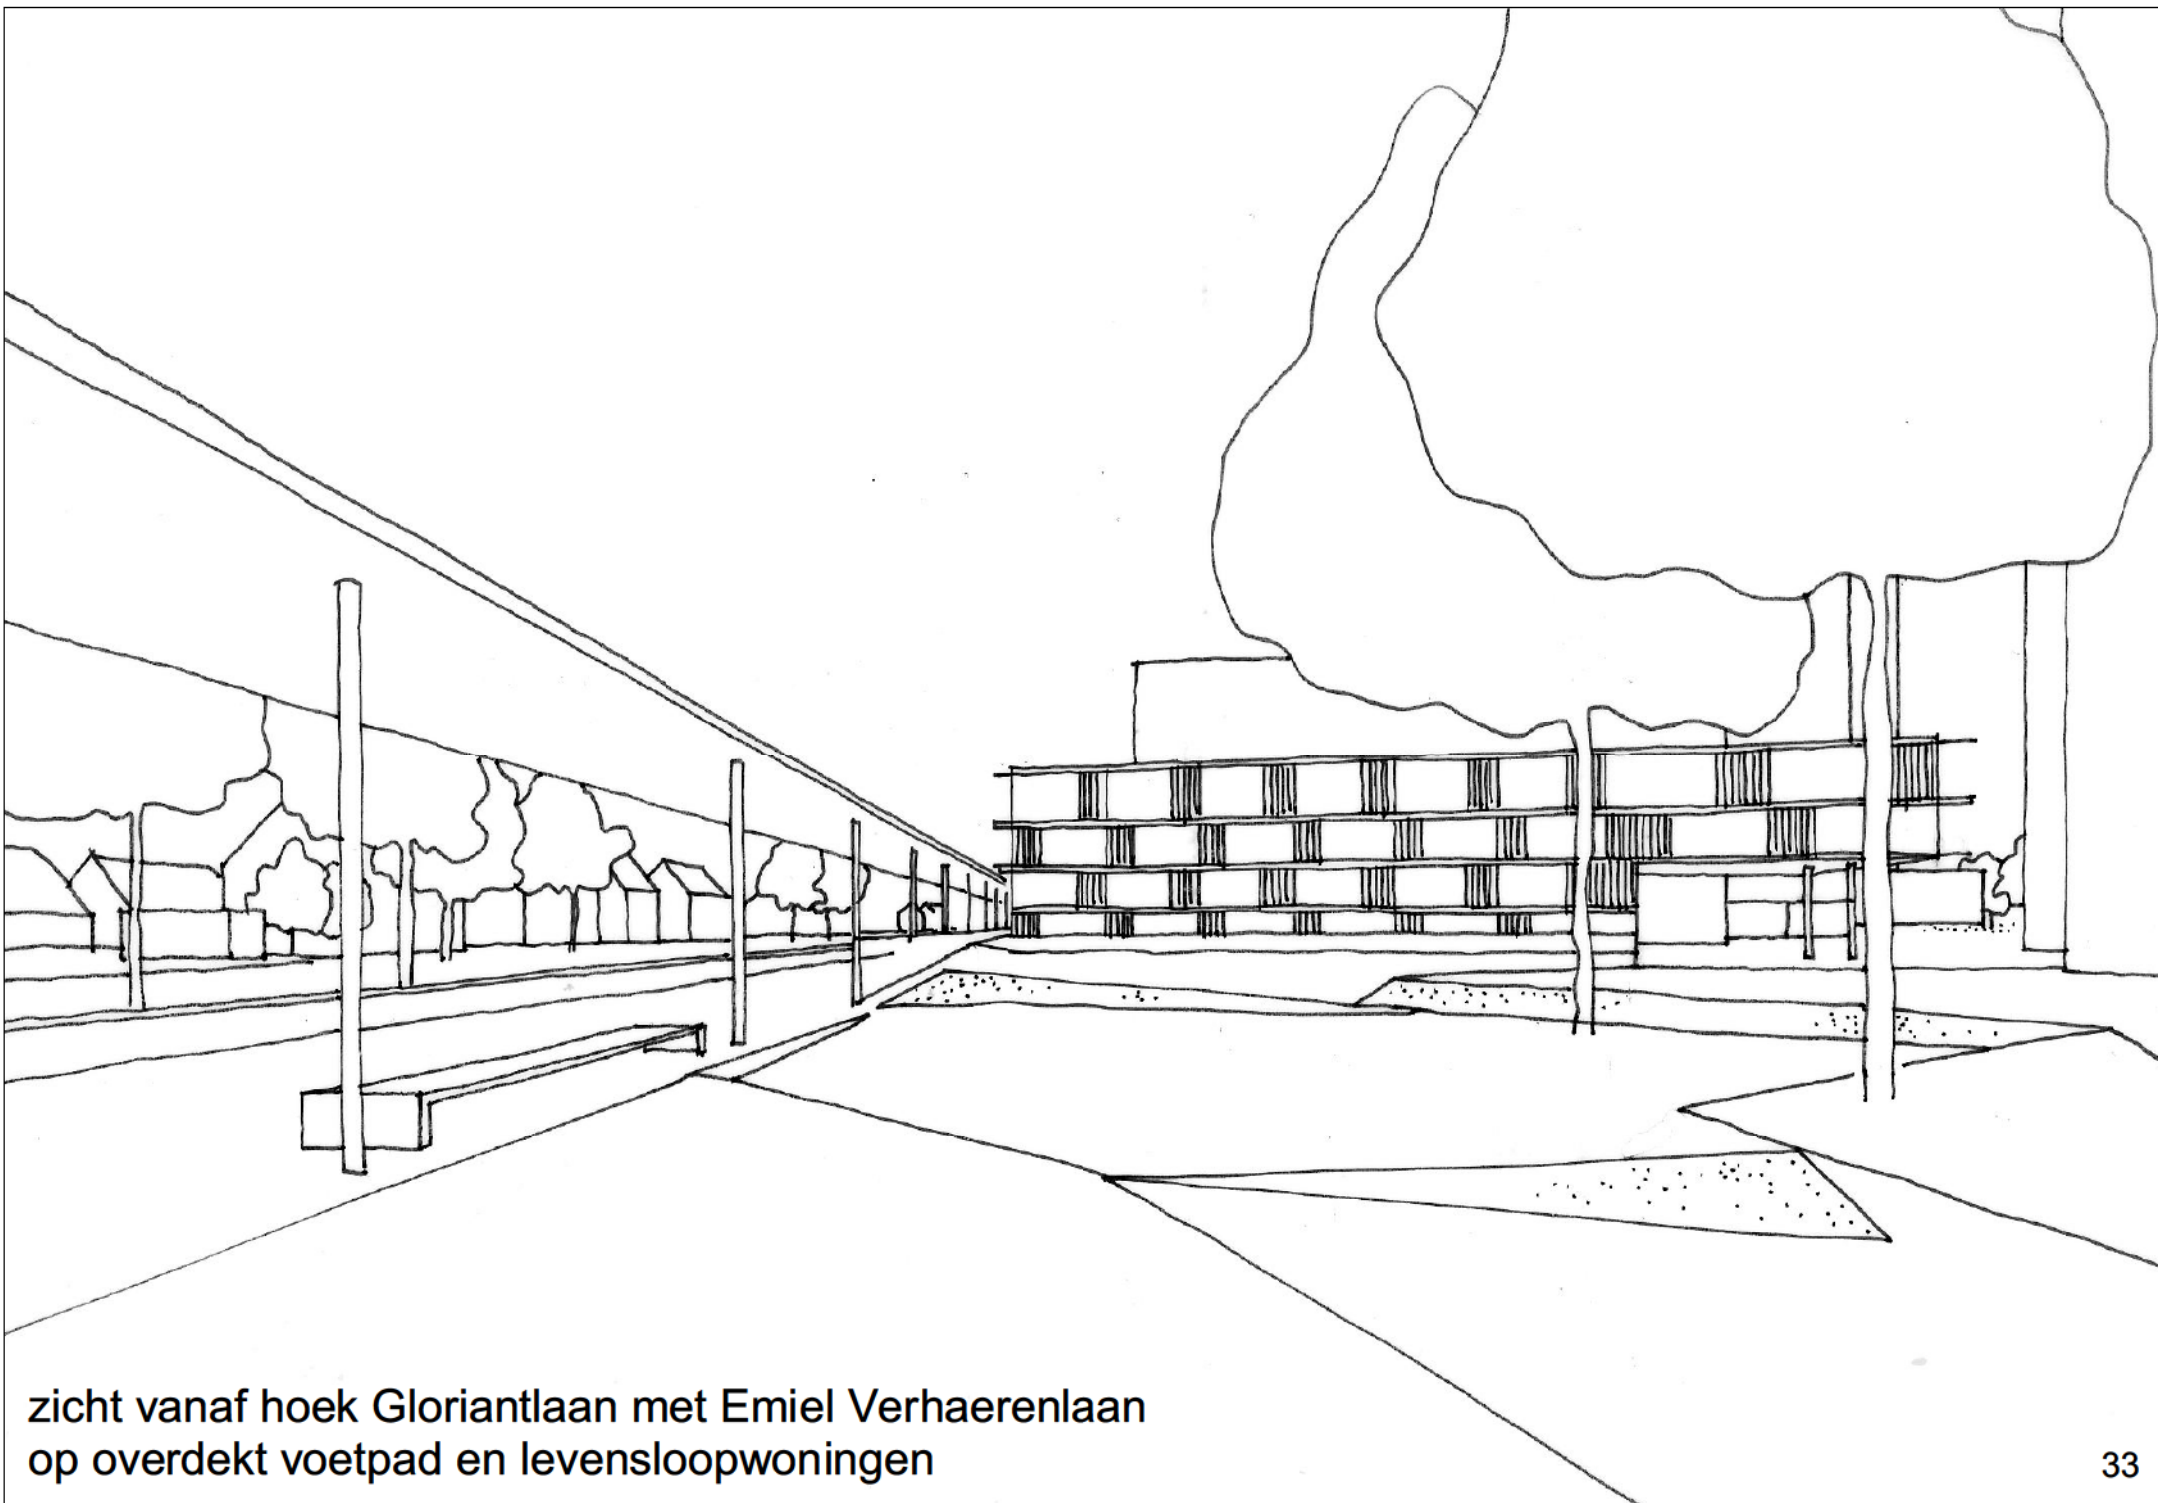 zicht vanaf hoek Gloriantlaan met Emiel Verhaerenlaan
op overdekt voetpad en levensloopwoningen
33